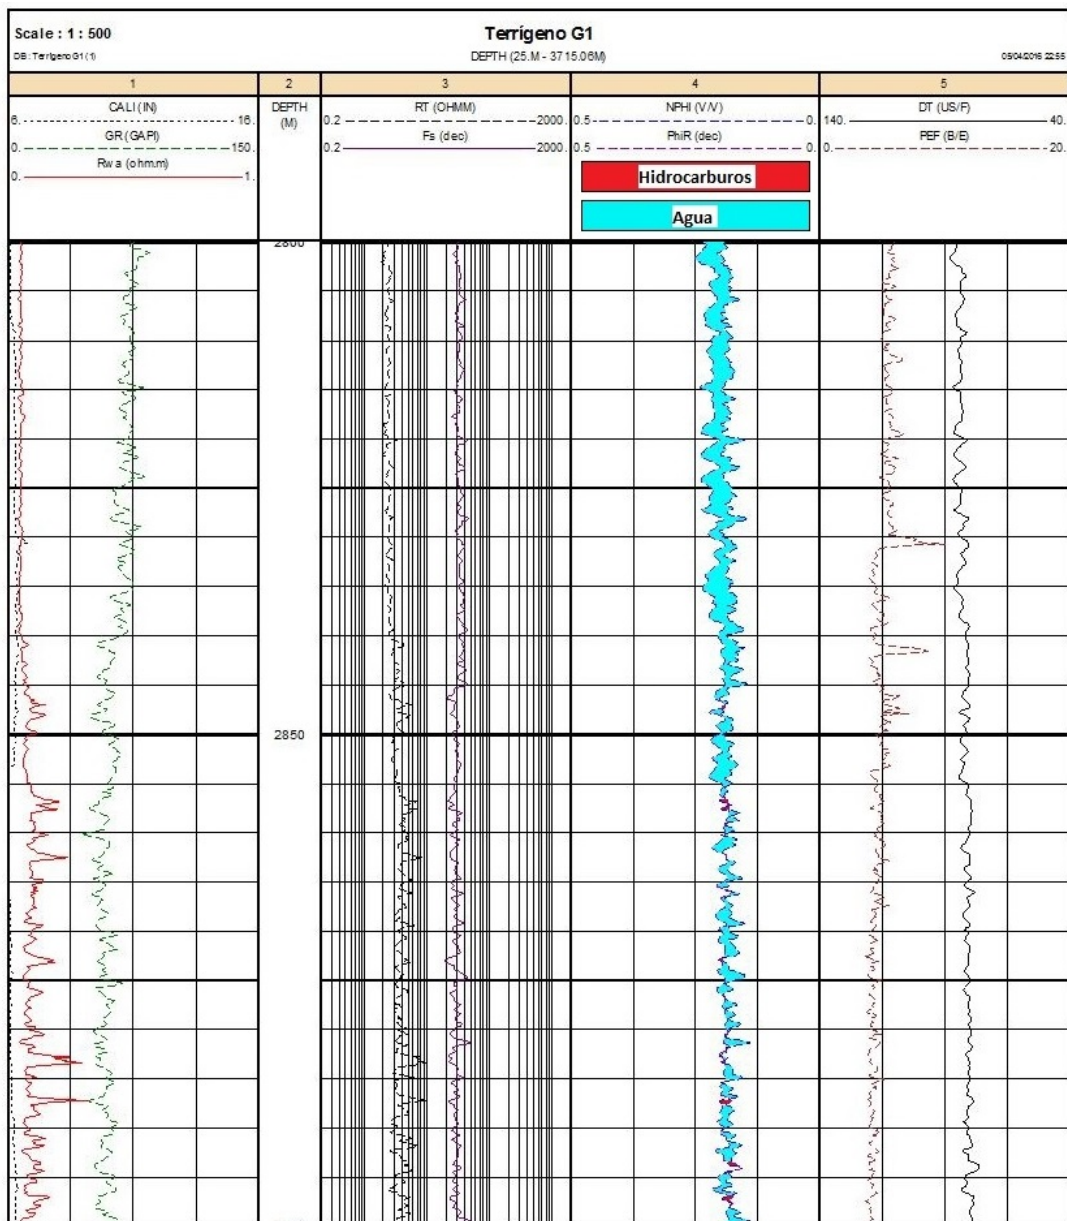 Scale : 1 : 500
Terrígeno G1
DB : TerrigenoG1 (1)
DEPTH (25.M - 3715.06M)
05/04/2016 22:55
1 2 3 4 5
CALI (IN)
6. 16.
GR (GAPI)
0. 150.
Rwa (ohm.m)
0. 1.
DEPTH
(M)
RT (OHMM)
0.2 2000.
Fs (dec)
0.2 2000.
NPHI (V/V)
0.5 0.
PhiR (dec)
0.5 0.
Hidrocarburos
Agua
DT (US/F)
140. 40.
PEF (B/E)
0. 20.
2800
2850